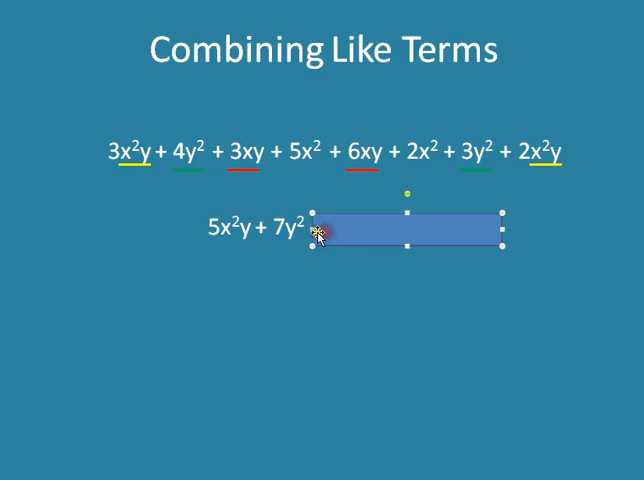 Combining Like Terms
3x²y + 4y² + 3xy + 5x² + 6xy + 2x² + 3y² + 2x²y
5x²y + 7y²